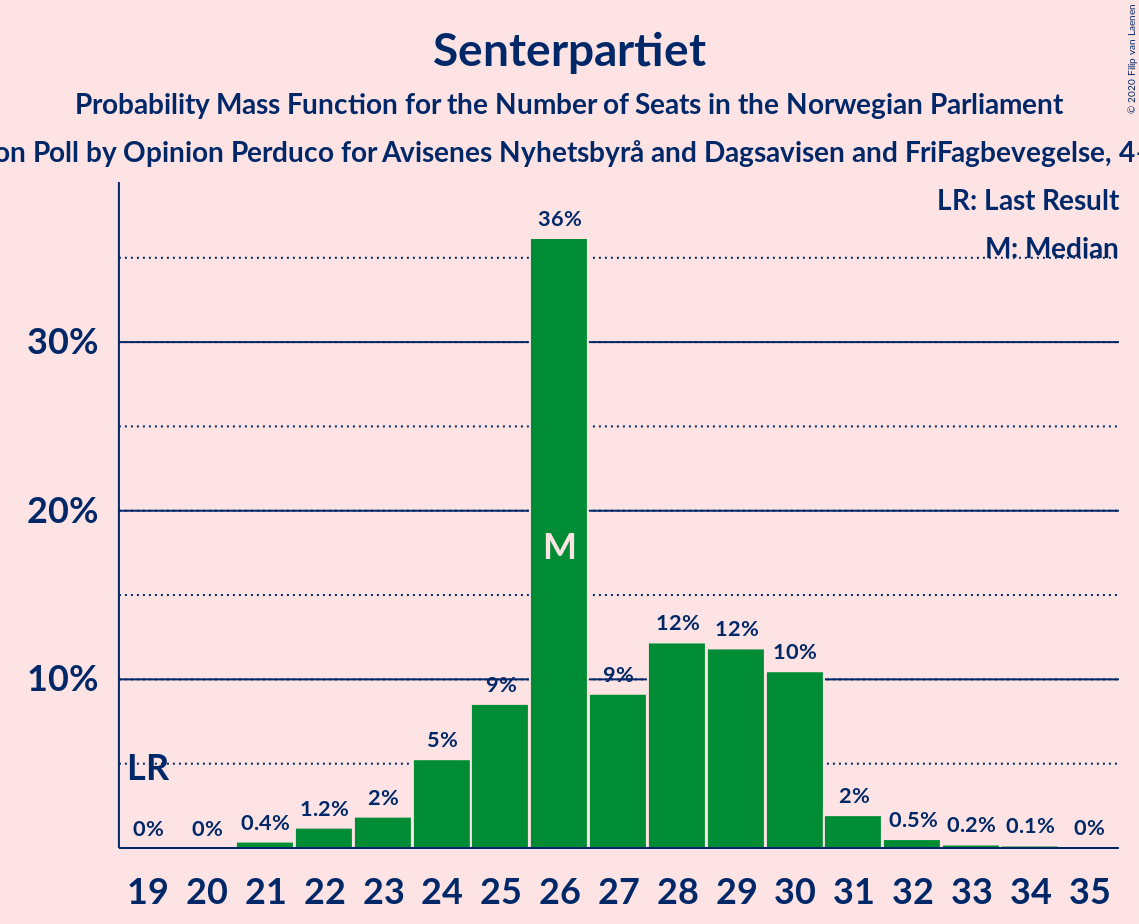 © 2020 Filip van Laenen
Senterpartiet
Probability Mass Function for the Number of Seats in the Norwegian Parliament
on Poll by Opinion Perduco for Avisenes Nyhetsbyrå and Dagsavisen and FriFagbevegelse, 4-
LR: Last Result
M: Median
36%
30%
20%
M
12%
12%
10%
10%
9%
9%
5%
LR
2%
2%
1.2%
0.5%
0.4%
0.2%
0.1%
0%
0%
0%
19 20 21 22 23 24 25 26 27 28 29 30 31 32 33 34 35